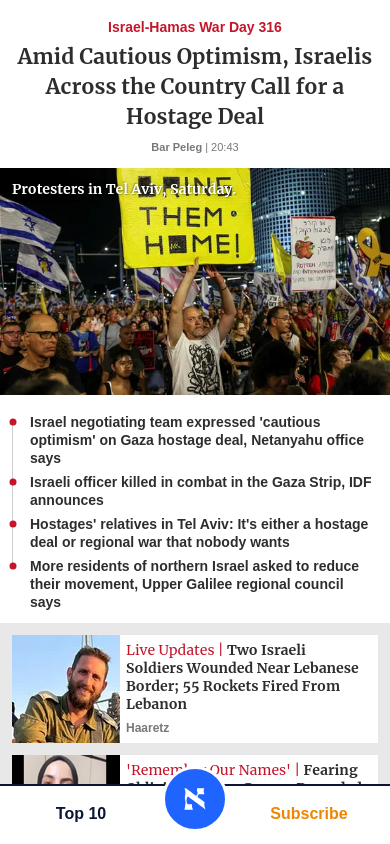 Israel-Hamas War Day 316
Amid Cautious Optimism, Israelis
Across the Country Call for a
Hostage Deal
Bar Peleg | 20:43
Protesters in Tel Aviv, Saturday.
BRING
THEM
HOME!
Israel negotiating team expressed 'cautious
optimism' on Gaza hostage deal, Netanyahu office
says
Israeli officer killed in combat in the Gaza Strip, IDF
announces
Hostages' relatives in Tel Aviv: It's either a hostage
deal or regional war that nobody wants
More residents of northern Israel asked to reduce
their movement, Upper Galilee regional council
says
Live Updates | Two Israeli
Soldiers Wounded Near Lebanese
Border; 55 Rockets Fired From
Lebanon
Haaretz
Our Names' | Fearing
Top 10
Subscribe